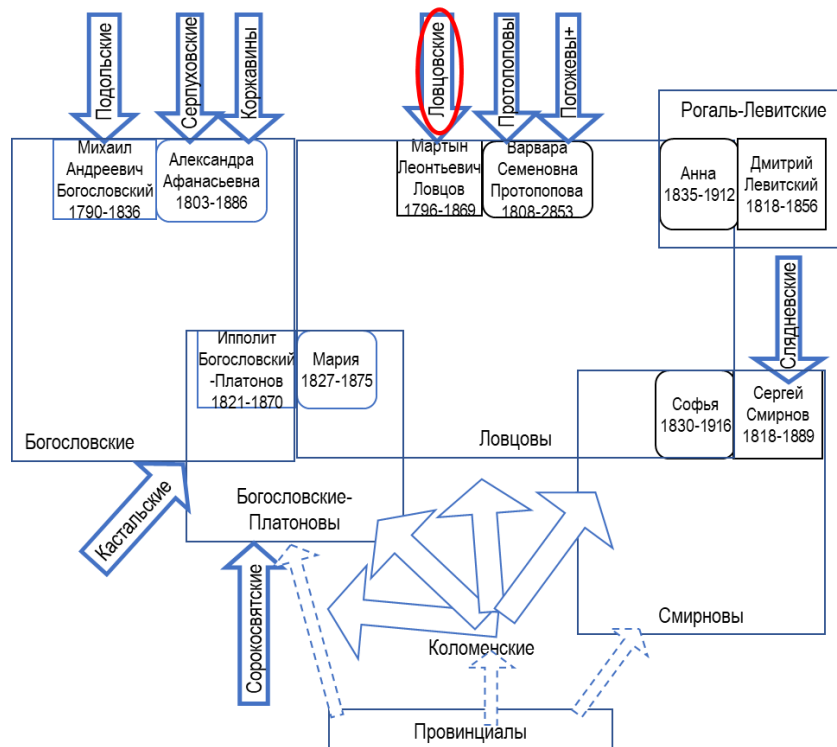 Подольские
Серпуховские
Коржавины
Ловцовские
Протопоповы
Погожевы+
Рогаль-Левитские
Михаил
Андреевич
Богословский
1790-1836
Александра
Афанасьевна
1803-1886
Мартын
Леонтьевич
Ловцов
1796-1869
Варвара
Семеновна
Протопопова
1808-2853
Анна
1835-1912
Дмитрий
Левитский
1818-1856
Слядневские
Ипполит
Богословский
-Платонов
1821-1870
Мария
1827-1875
Софья
1830-1916
Сергей
Смирнов
1818-1889
Богословские
Ловцовы
Кастальские
Богословские-
Платоновы
Сорокосвятские
Смирновы
Коломенские
Провинциалы